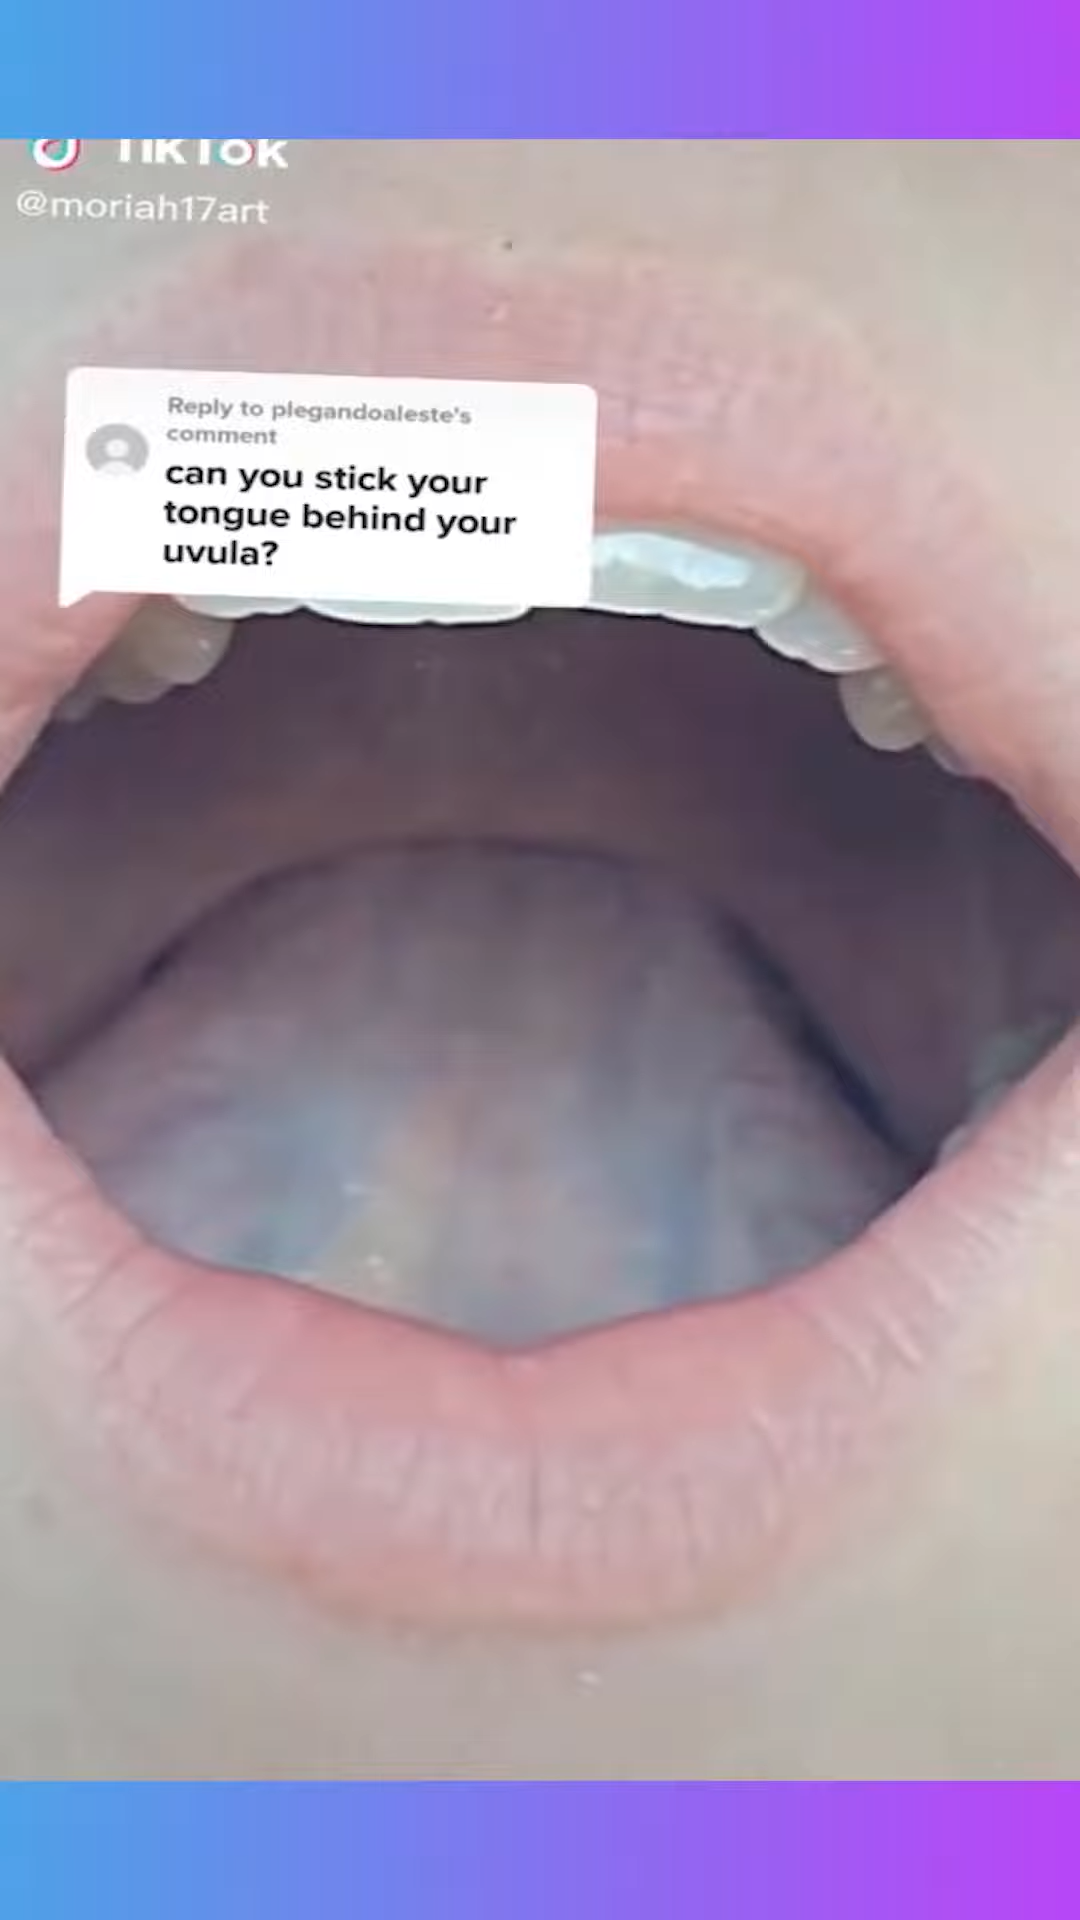 TikTok
@moriah17art
Reply to plegandoaleste's
comment
can you stick your
tongue behind your
uvula?